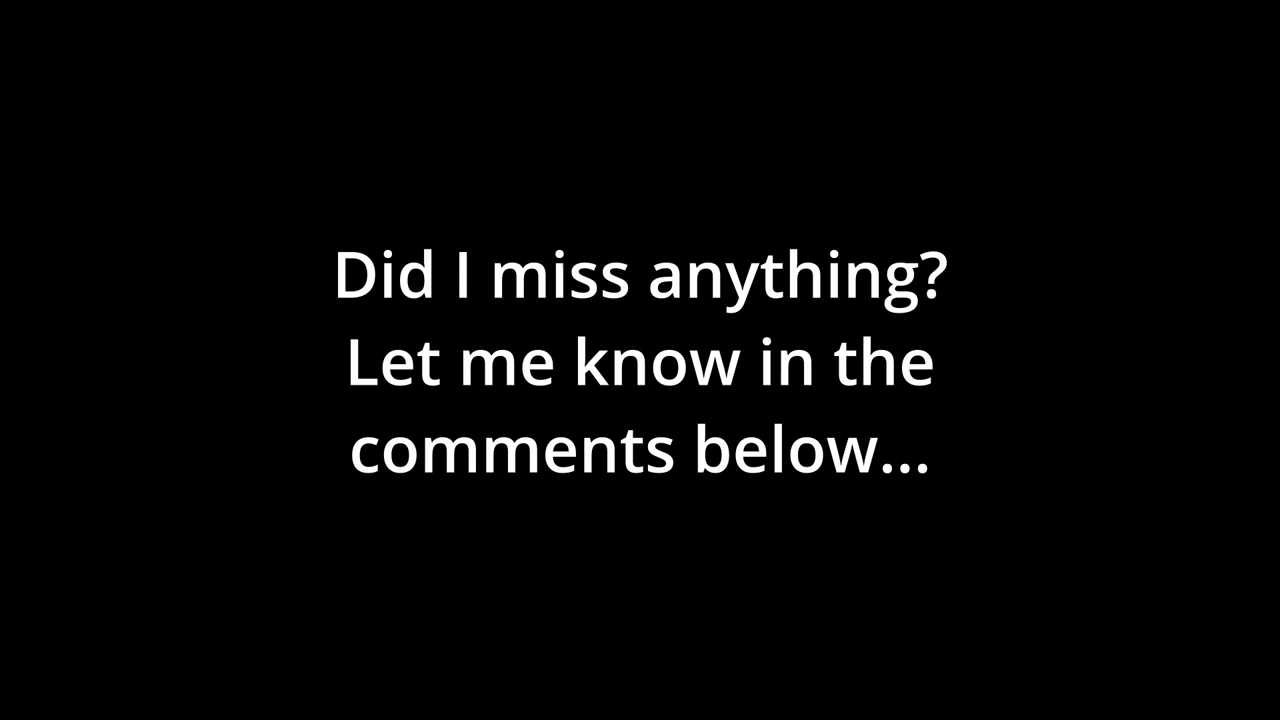 Did I miss anything?
Let me know in the
comments below...